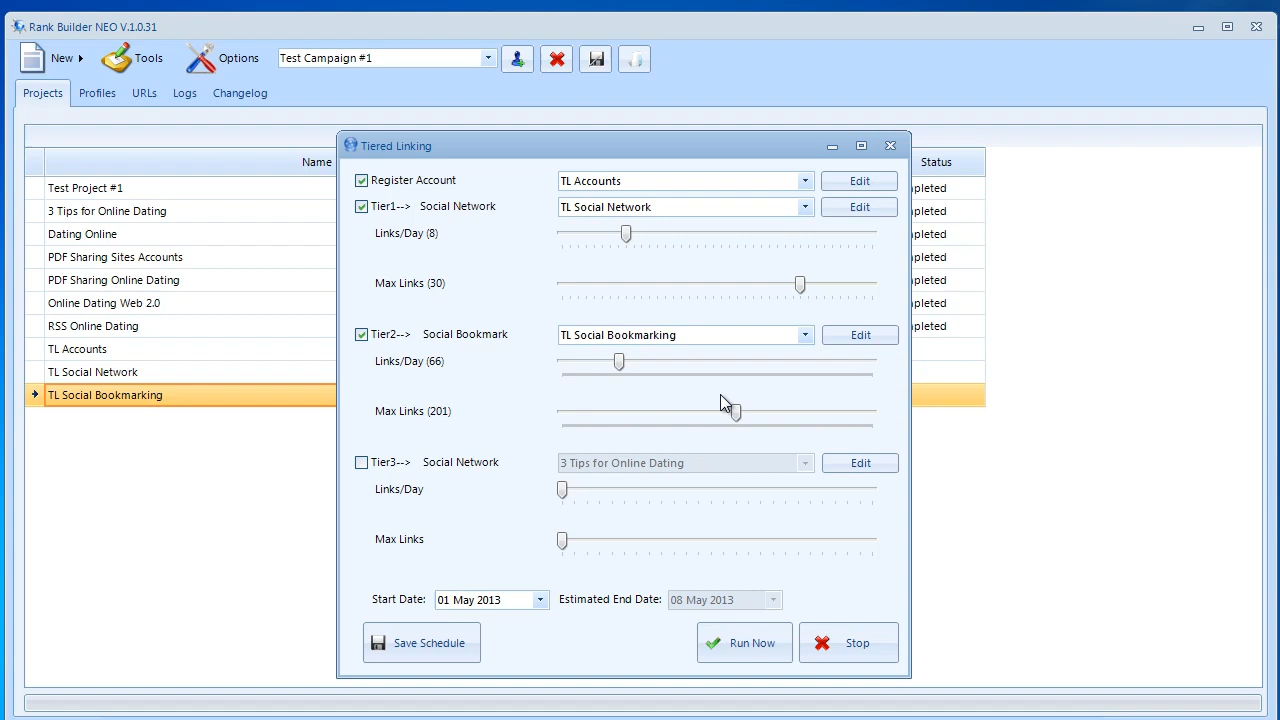 Rank Builder NEO V.1.0.31
New Tools Options Test Campaign #1
Projects Profiles URLs Logs Changelog
Tiered Linking
Name Status
Register Account TL Accounts Edit
Test Project #1 pleted
Tier1--> Social Network TL Social Network Edit
3 Tips for Online Dating pleted
Links/Day (8)
Dating Online pleted
PDF Sharing Sites Accounts pleted
PDF Sharing Online Dating Max Links (30) pleted
Online Dating Web 2.0 pleted
RSS Online Dating pleted
Tier2--> Social Bookmark TL Social Bookmarking Edit
TL Accounts
Links/Day (66)
TL Social Network
TL Social Bookmarking
Max Links (201)
Tier3--> Social Network 3 Tips for Online Dating Edit
Links/Day
Max Links
Start Date: 01 May 2013 Estimated End Date: 08 May 2013
Save Schedule Run Now Stop